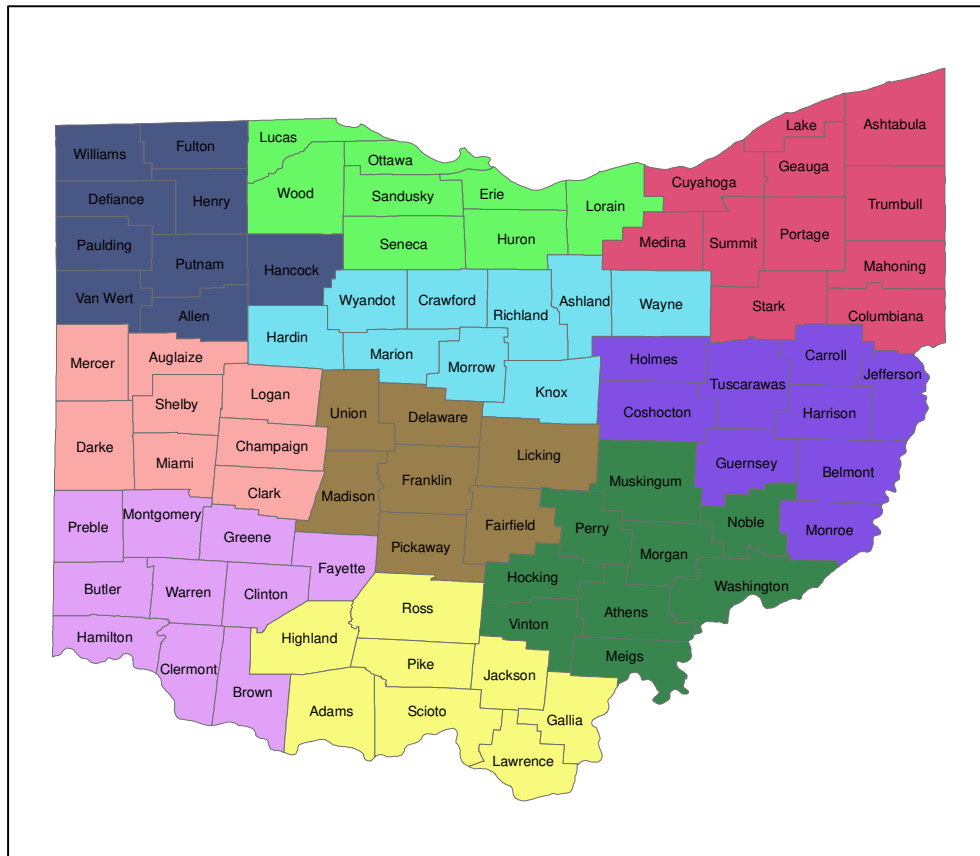 Lake
Ashtabula
Lucas
Fulton
Williams
Ottawa
Geauga
Cuyahoga
Wood
Sandusky
Erie
Defiance
Henry
Lorain
Trumbull
Portage
Huron
Medina
Summit
Paulding
Seneca
Putnam
Hancock
Mahoning
Van Wert
Wyandot
Crawford
Ashland
Wayne
Stark
Allen
Richland
Columbiana
Hardin
Marion
Mercer
Auglaize
Holmes
Carroll
Morrow
Jefferson
Tuscarawas
Logan
Knox
Shelby
Union
Delaware
Coshocton
Harrison
Darke
Champaign
Licking
Miami
Guernsey
Belmont
Franklin
Muskingum
Clark
Madison
Montgomery
Noble
Preble
Fairfield
Perry
Monroe
Greene
Pickaway
Morgan
Fayette
Hocking
Washington
Butler
Warren
Clinton
Ross
Athens
Vinton
Hamilton
Highland
Meigs
Pike
Clermont
Jackson
Brown
Adams
Scioto
Gallia
Lawrence